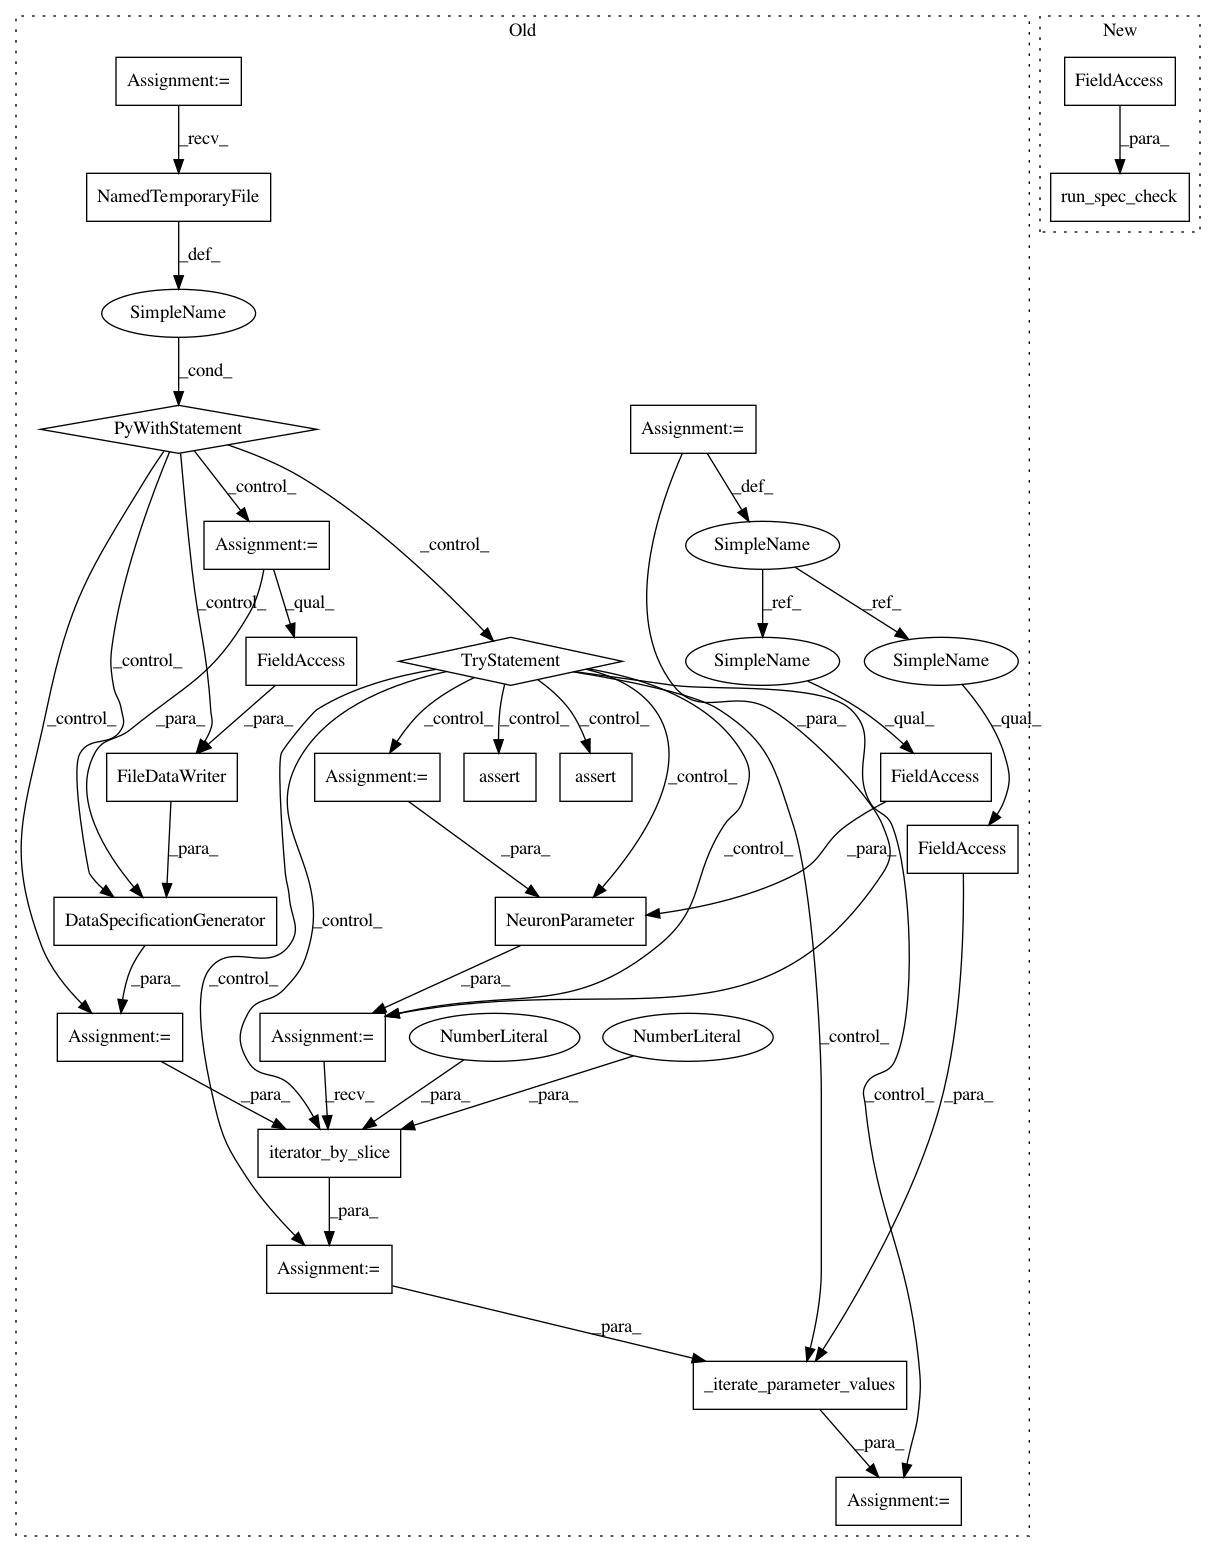 Old
New
Assignment:=
FieldAccess
_recv_
_para_
NamedTemporaryFile
run_spec_check
_def_
SimpleName
_cond_
PyWithStatement
Assignment:=
_control_
_def_
Assignment:=
SimpleName
_control_
_control_
_qual_
_ref_
_ref_
FieldAccess
TryStatement
SimpleName
SimpleName
_control_
_control_
_para_
_para_
_control_
_control_
_control_
_para_
_qual_
_qual_
FileDataWriter
Assignment:=
assert
assert
_control_
FieldAccess
FieldAccess
_para_
_para_
_control_
_para_
DataSpecificationGenerator
NeuronParameter
_control_
_para_
_control_
_para_
Assignment:=
Assignment:=
NumberLiteral
NumberLiteral
_control_
_para_
_recv_
_para_
_para_
_control_
_para_
iterator_by_slice
_para_
Assignment:=
_para_
_iterate_parameter_values
_para_
Assignment:=